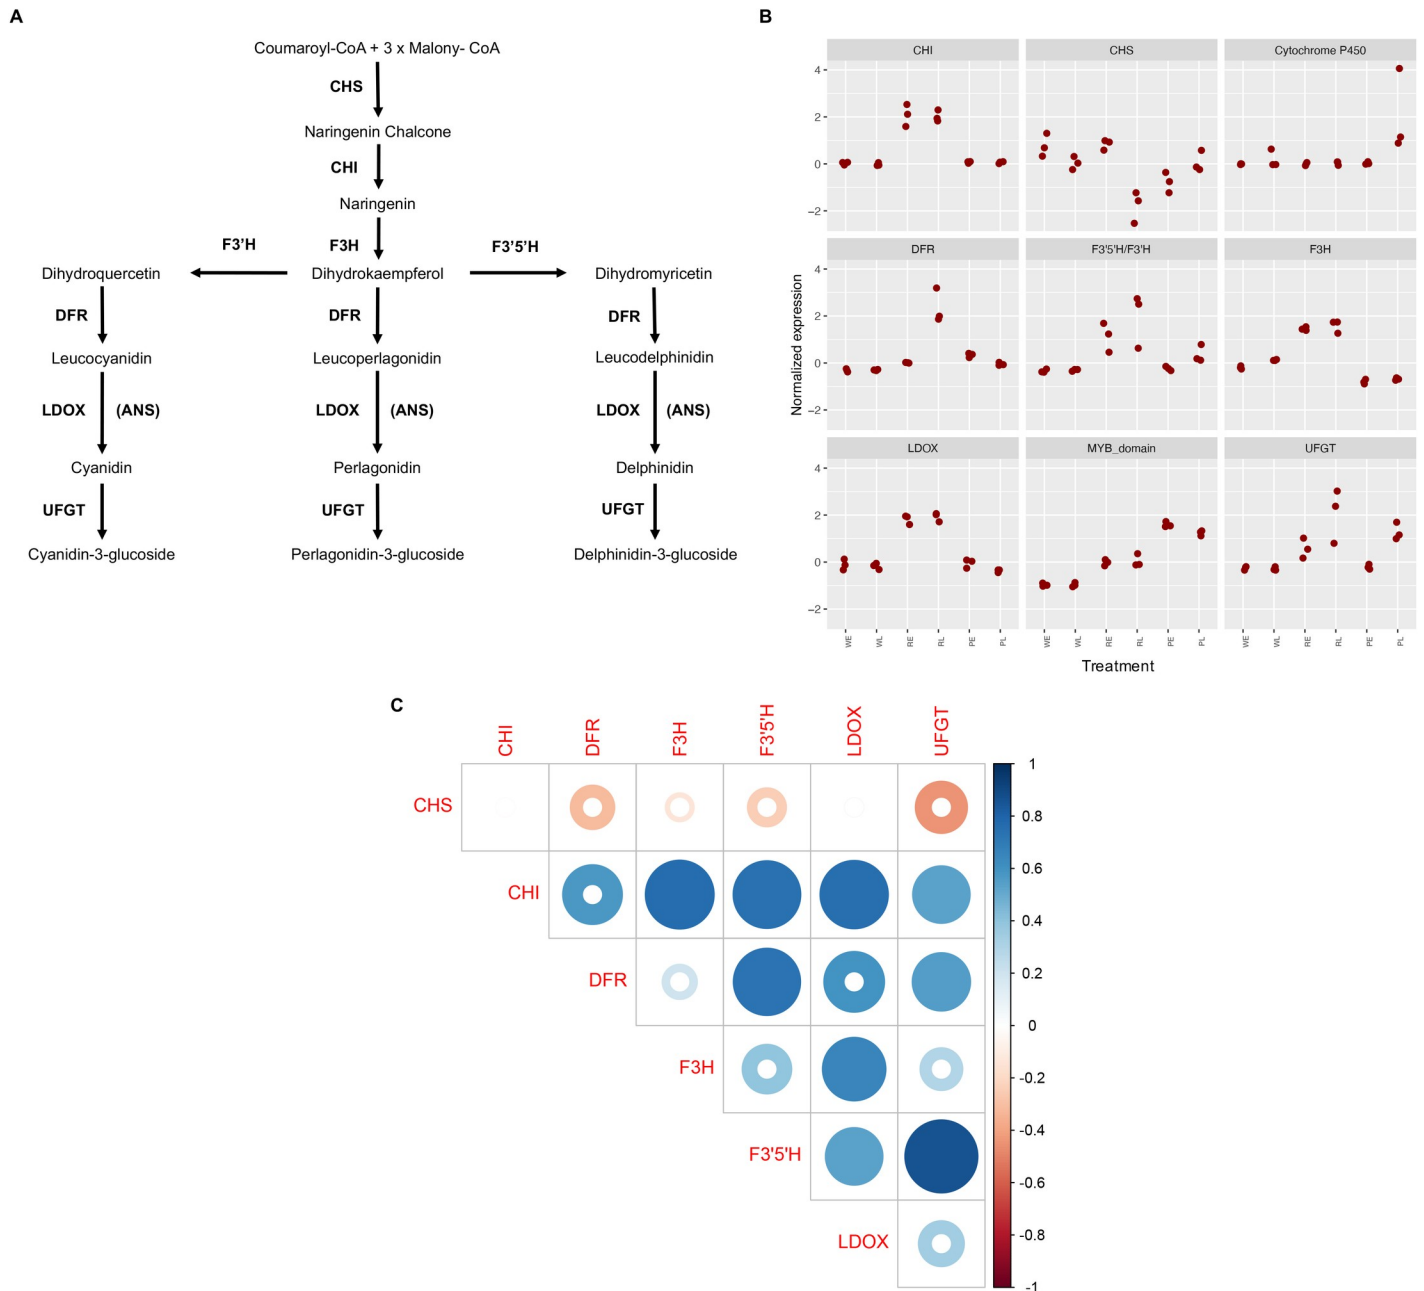 A
Coumaroyl-CoA + 3 x Malony- CoA
CHS
Naringenin Chalcone
CHI
Naringenin
F3'H
F3H
F3'5'H
Dihydroquercetin
Dihydrokaempferol
Dihydromyricetin
DFR
DFR
DFR
Leucocyanidin
Leucoperlagonidin
Leucodelphinidin
LDOX (ANS)
LDOX (ANS)
LDOX (ANS)
Cyanidin
Perlagonidin
Delphinidin
UFGT
UFGT
UFGT
Cyanidin-3-glucoside
Perlagonidin-3-glucoside
Delphinidin-3-glucoside
B
CHI
CHS
Cytochrome P450
4
2
0
−2
DFR
F3'5'H/F3'H
F3H
4
2
0
−2
LDOX
MYB_domain
UFGT
4
2
0
−2
Normalized expression
WE
WL
RE
RL
PE
PL
WE
WL
RE
RL
PE
PL
WE
WL
RE
RL
PE
PL
Treatment
C
CHI
DFR
F3H
F3'5'H
LDOX
UFGT
CHS
CHI
DFR
F3H
F3'5'H
LDOX
1
0.8
0.6
0.4
0.2
0
-0.2
-0.4
-0.6
-0.8
-1